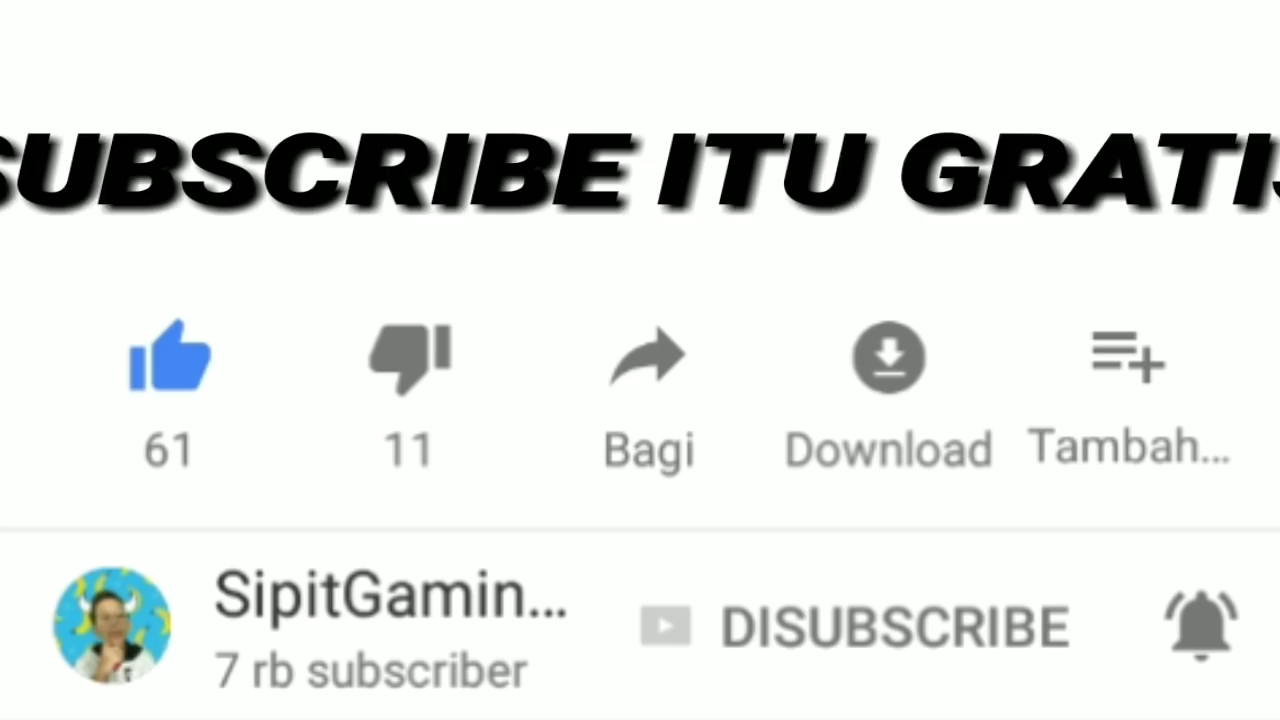 SUBSCRIBE ITU GRATIS
61 11 Bagi Download Tambah...
SipitGamin...
DISUBSCRIBE
7 rb subscriber